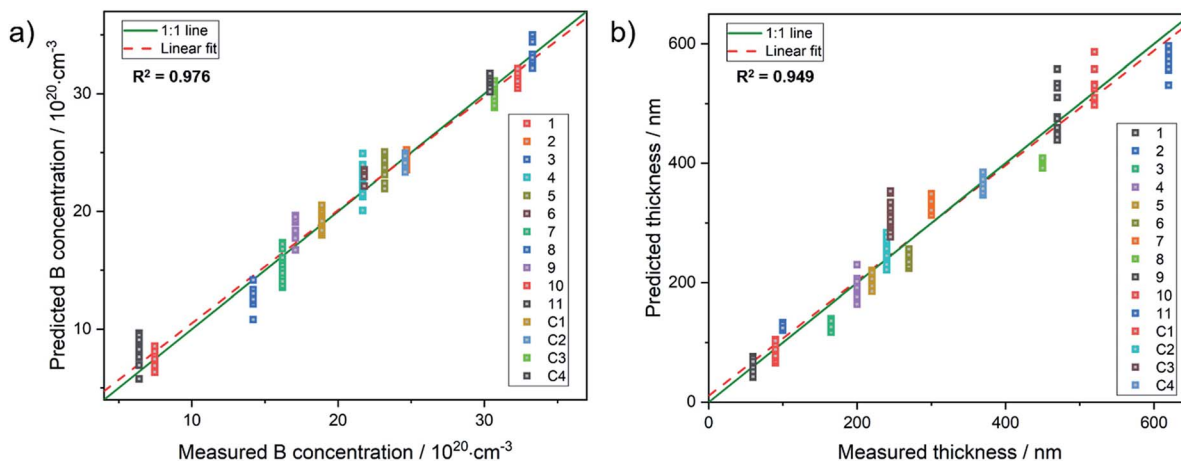 a)
1:1 line
Linear fit
R² = 0.976
Predicted B concentration / 10²⁰·cm⁻³
30
20
10
1
2
3
4
5
6
7
8
9
10
11
C1
C2
C3
C4
10
20
30
Measured B concentration / 10²⁰·cm⁻³
b)
1:1 line
Linear fit
R² = 0.949
Predicted thickness / nm
600
400
200
0
1
2
3
4
5
6
7
8
9
10
11
C1
C2
C3
C4
0
200
400
600
Measured thickness / nm